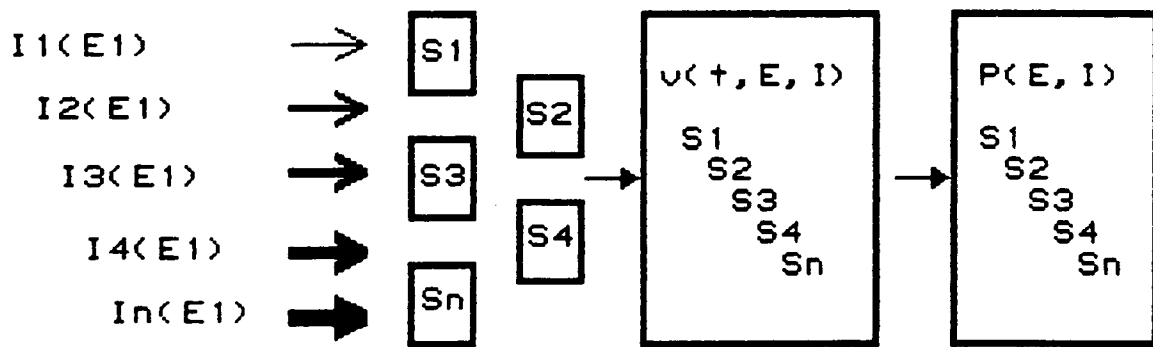 I1(E1)
I2(E1)
I3(E1)
I4(E1)
In(E1)
S1
S2
S3
S4
Sn
υ(t,E,I)
S1
S2
S3
S4
Sn
P(E,I)
S1
S2
S3
S4
Sn